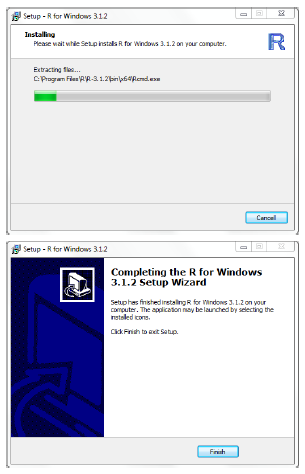 Setup - R for Windows 3.1.2
Installing
Please wait while Setup installs R for Windows 3.1.2 on your computer.
R
Extracting files...
C:\Program Files\R\R-3.1.2\bin\x64\Rcmd.exe
Cancel
Setup - R for Windows 3.1.2
Completing the R for Windows
3.1.2 Setup Wizard
Setup has finished installing R for Windows 3.1.2 on your
computer. The application may be launched by selecting the
installed icons.
Click Finish to exit Setup.
Finish